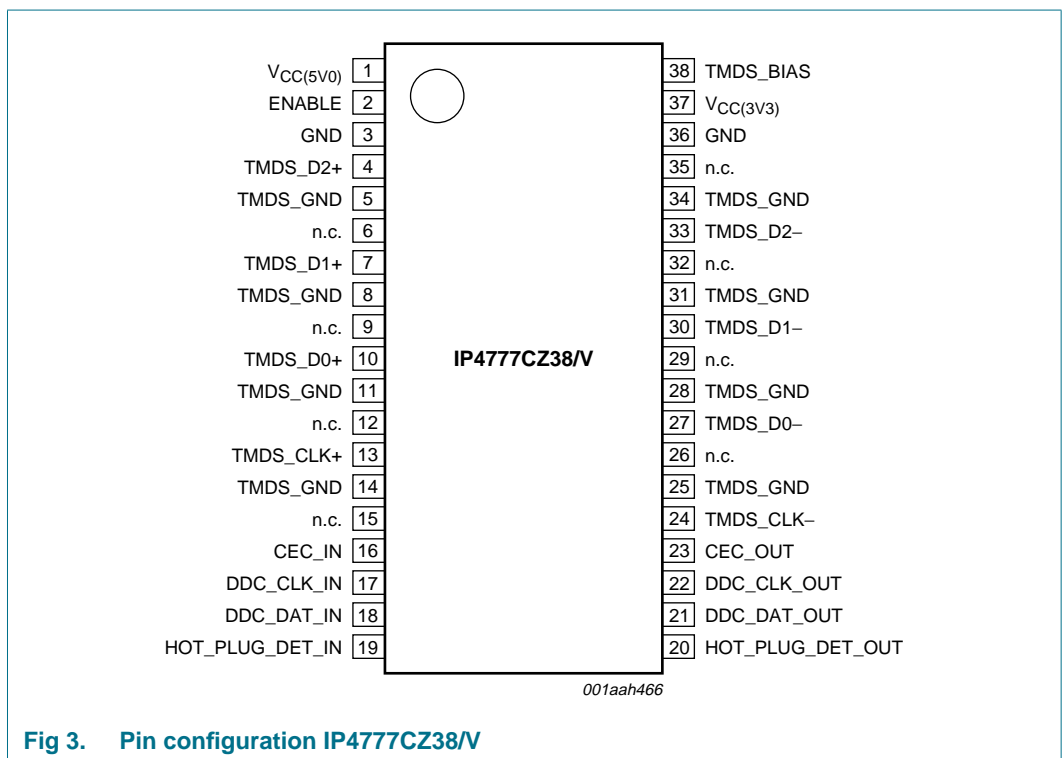 VCC(5V0) 1
ENABLE 2
GND 3
TMDS_D2+ 4
TMDS_GND 5
n.c. 6
TMDS_D1+ 7
TMDS_GND 8
n.c. 9
TMDS_D0+ 10
TMDS_GND 11
n.c. 12
TMDS_CLK+ 13
TMDS_GND 14
n.c. 15
CEC_IN 16
DDC_CLK_IN 17
DDC_DAT_IN 18
HOT_PLUG_DET_IN 19
IP4777CZ38/V
38 TMDS_BIAS
37 VCC(3V3)
36 GND
35 n.c.
34 TMDS_GND
33 TMDS_D2−
32 n.c.
31 TMDS_GND
30 TMDS_D1−
29 n.c.
28 TMDS_GND
27 TMDS_D0−
26 n.c.
25 TMDS_GND
24 TMDS_CLK−
23 CEC_OUT
22 DDC_CLK_OUT
21 DDC_DAT_OUT
20 HOT_PLUG_DET_OUT
001aah466
Fig 3. Pin configuration IP4777CZ38/V